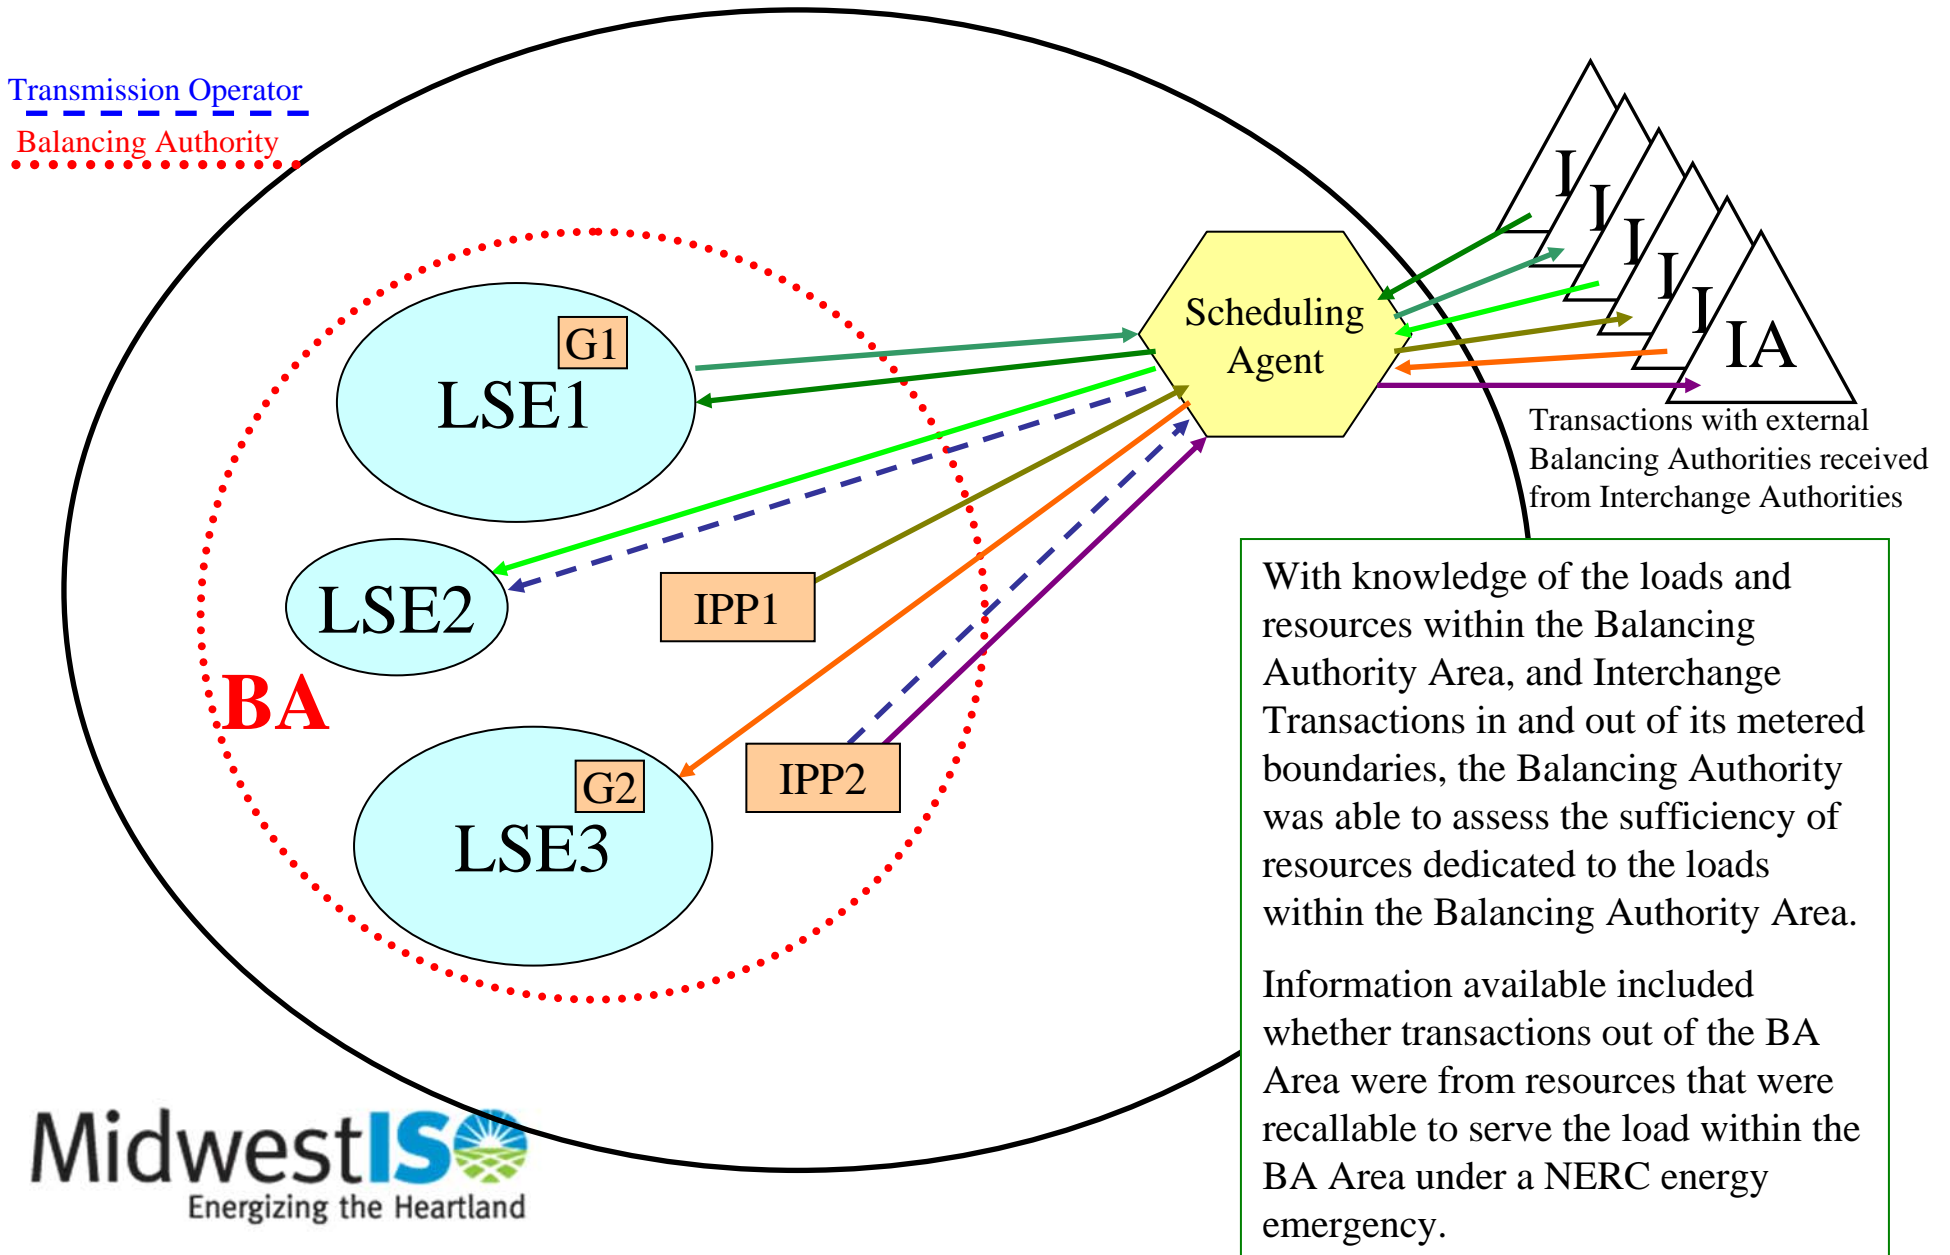 Transmission Operator
Balancing Authority
I
I
I
I
I
IA
Scheduling
Agent
G1
LSE1
Transactions with external
Balancing Authorities received
from Interchange Authorities
LSE2
IPP1
BA
G2
LSE3
IPP2
With knowledge of the loads and
resources within the Balancing
Authority Area, and Interchange
Transactions in and out of its metered
boundaries, the Balancing Authority
was able to assess the sufficiency of
resources dedicated to the loads
within the Balancing Authority Area.
Information available included
whether transactions out of the BA
Area were from resources that were
recallable to serve the load within the
BA Area under a NERC energy
emergency.
MidwestISO
Energizing the Heartland